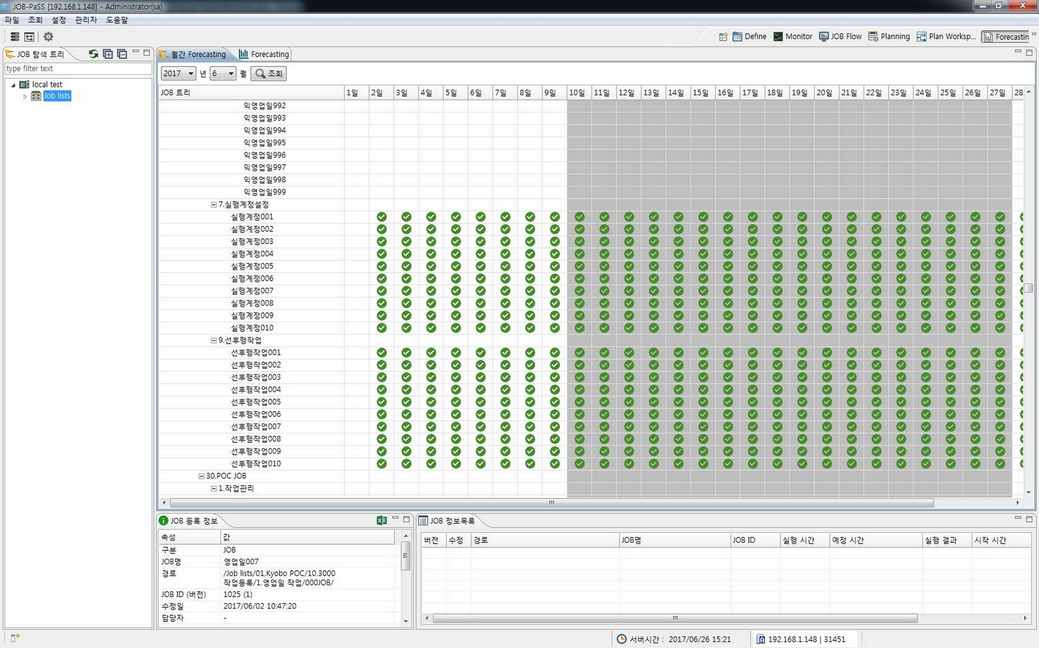 JOB-PaSS [192.168.1.148] - Administrator(sa)
파일 조회 설정 관리자 도움말
Define Monitor JOB Flow Planning Plan Worksp... Forecastin
JOB 탐색 트리
type filter text
local test
Job lists
월간 Forecasting Forecasting
2017 년 6 월 조회
JOB 트리 1일 2일 3일 4일 5일 6일 7일 8일 9일 10일 11일 12일 13일 14일 15일 16일 17일 18일 19일 20일 21일 22일 23일 24일 25일 26일 27일 28
익영업일992
익영업일993
익영업일994
익영업일995
익영업일996
익영업일997
익영업일998
익영업일999
7.실행계정설정
실행계정001
실행계정002
실행계정003
실행계정004
실행계정005
실행계정006
실행계정007
실행계정008
실행계정009
실행계정010
9.선후행작업
선후행작업001
선후행작업002
선후행작업003
선후행작업004
선후행작업005
선후행작업006
선후행작업007
선후행작업008
선후행작업009
선후행작업010
30.POC JOB
1.작업관리
JOB 등록 정보
속성 값
구분 JOB
JOB명 영업일007
경로 /Job lists/01.Kyobo POC/10.3000
작업등록/1.영업일 작업/000JOB/
JOB ID (버전) 1025 (1)
수정일 2017/06/02 10:47:20
담당자 -
JOB 정보목록
버전 수정 경로 JOB명 JOB ID 실행 시간 예정 시간 실행 결과 시작 시간
서버시간 : 2017/06/26 15:21
192.168.1.148 | 31451